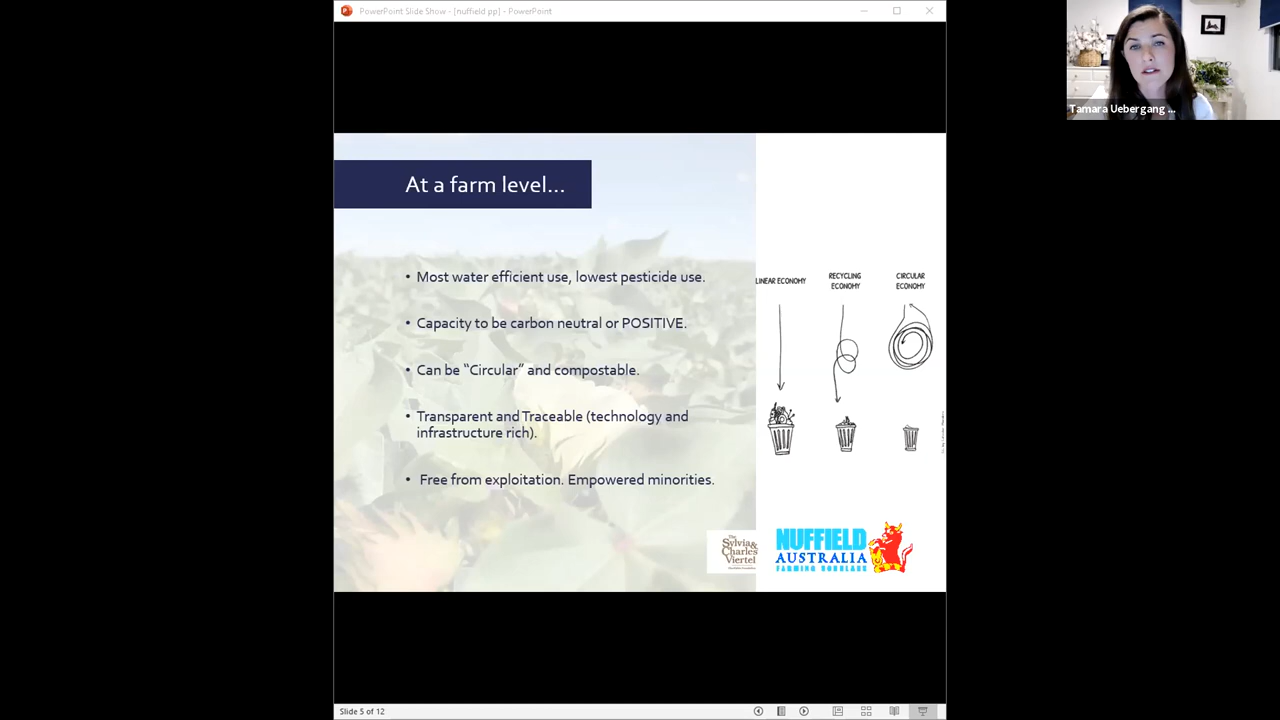 PowerPoint Slide Show - [nuffield pp] - PowerPoint
Tamara Uebergang ...
At a farm level...
• Most water efficient use, lowest pesticide use.
• Capacity to be carbon neutral or POSITIVE.
• Can be “Circular” and compostable.
• Transparent and Traceable (technology and
infrastructure rich).
• Free from exploitation. Empowered minorities.
LINEAR ECONOMY
RECYCLING
ECONOMY
CIRCULAR
ECONOMY
The
Sylvia &
Charles
Viertel
NUFFIELD
AUSTRALIA
FARMING SCHOLARS
Slide 5 of 12